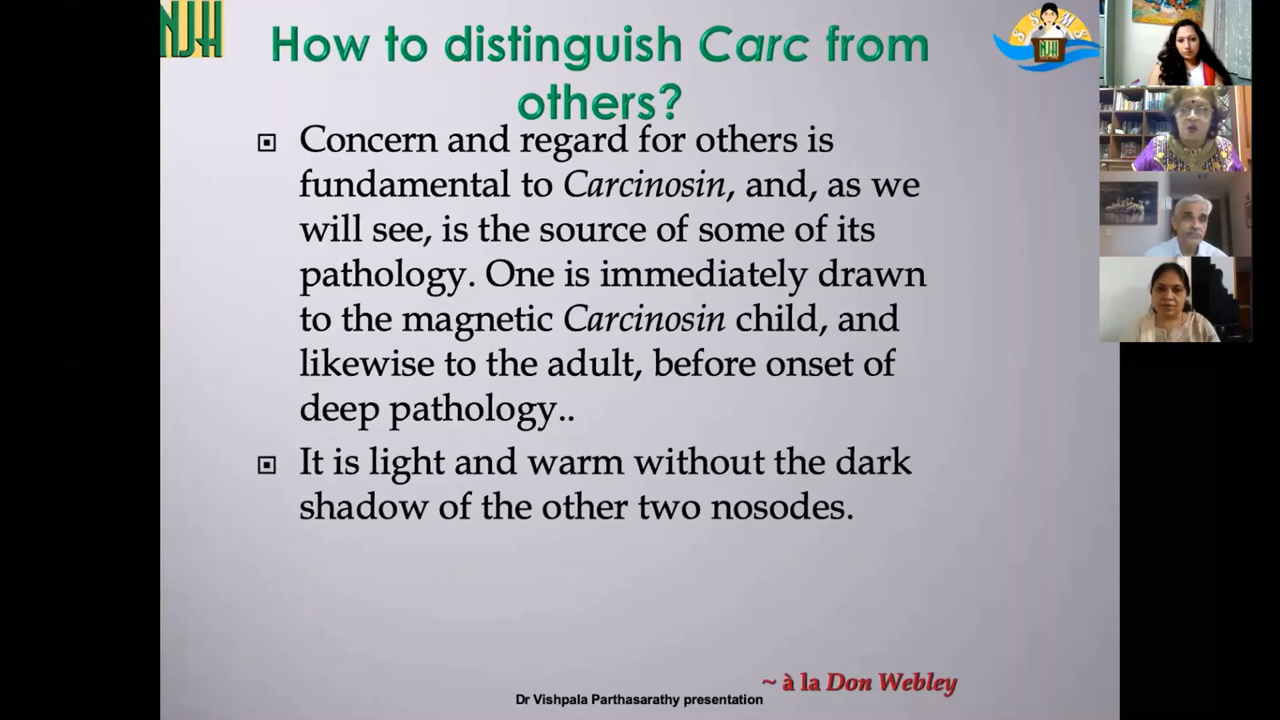 NJH
How to distinguish Carc from
others?
S S M S
NJH
Concern and regard for others is
fundamental to Carcinosin, and, as we
will see, is the source of some of its
pathology. One is immediately drawn
to the magnetic Carcinosin child, and
likewise to the adult, before onset of
deep pathology..
It is light and warm without the dark
shadow of the other two nosodes.
~ à la Don Webley
Dr Vishpala Parthasarathy presentation